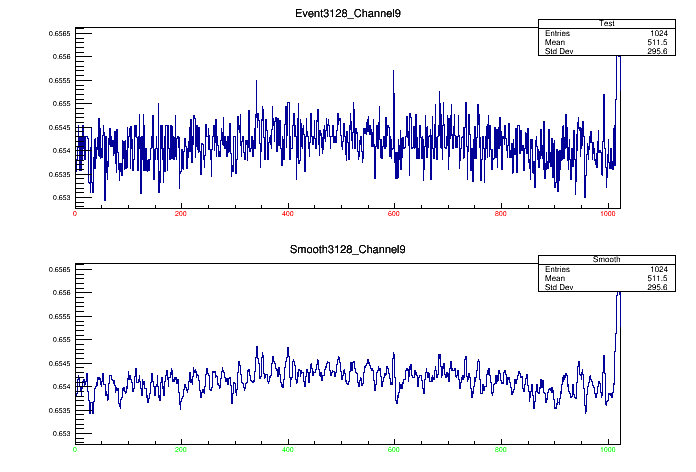 Event3128_Channel9
Test
Entries 1024
Mean 511.5
Std Dev 295.6
0.6565
0.656
0.6555
0.655
0.6545
0.654
0.6535
0.653
0 200 400 600 800 1000
Smooth3128_Channel9
Smooth
Entries 1024
Mean 511.5
Std Dev 295.6
0.6565
0.656
0.6555
0.655
0.6545
0.654
0.6535
0.653
0 200 400 600 800 1000